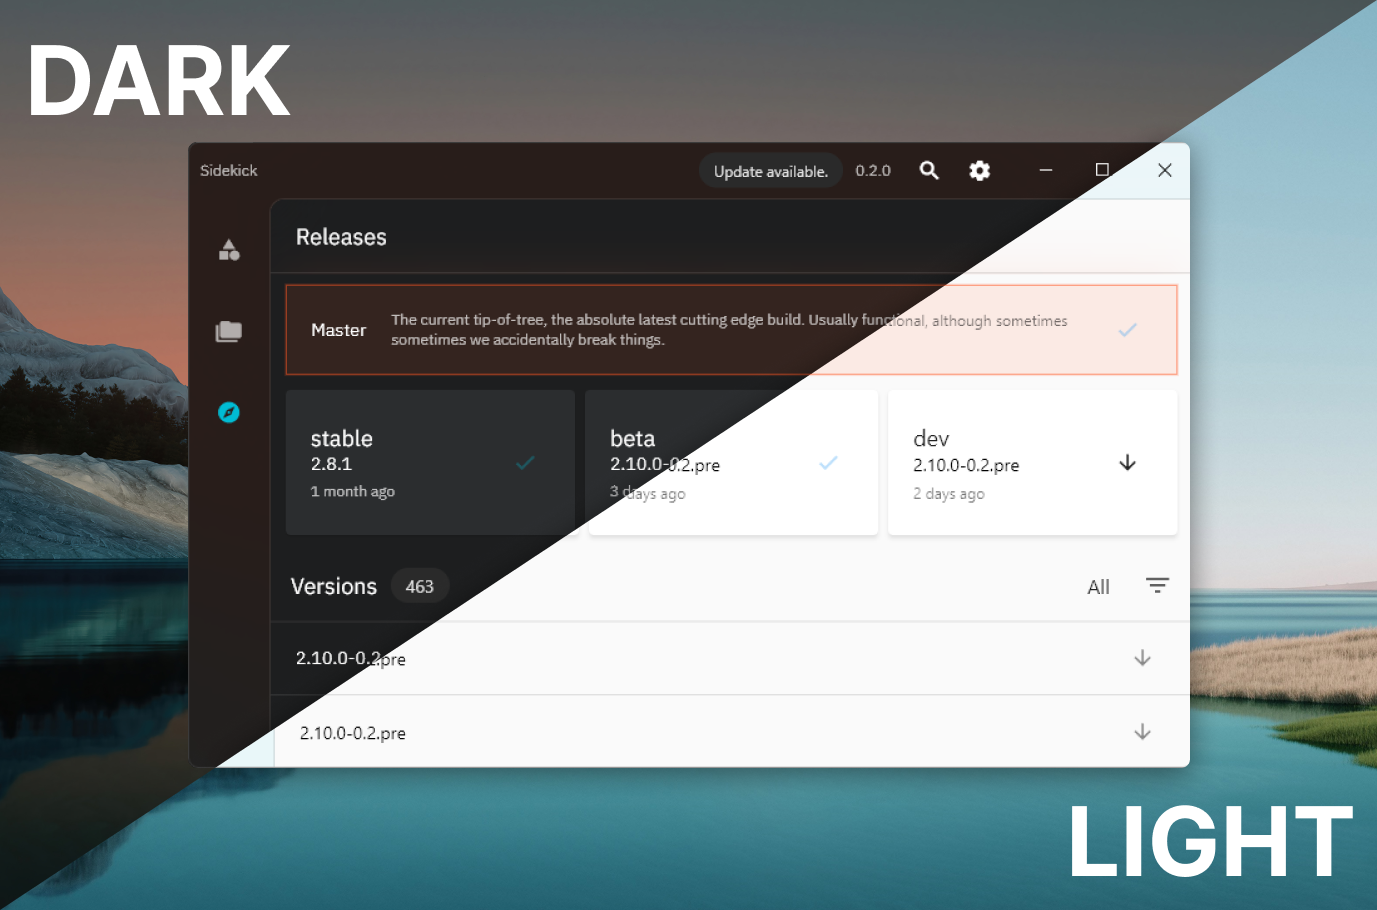 DARK
Sidekick
Update available.
0.2.0
Releases
Master
The current tip-of-tree, the absolute latest cutting edge build. Usually functional, although sometimes
sometimes we accidentally break things.
stable
2.8.1
1 month ago
beta
2.10.0-0.2.pre
3 days ago
dev
2.10.0-0.2.pre
2 days ago
Versions
463
All
2.10.0-0.2.pre
2.10.0-0.2.pre
LIGHT